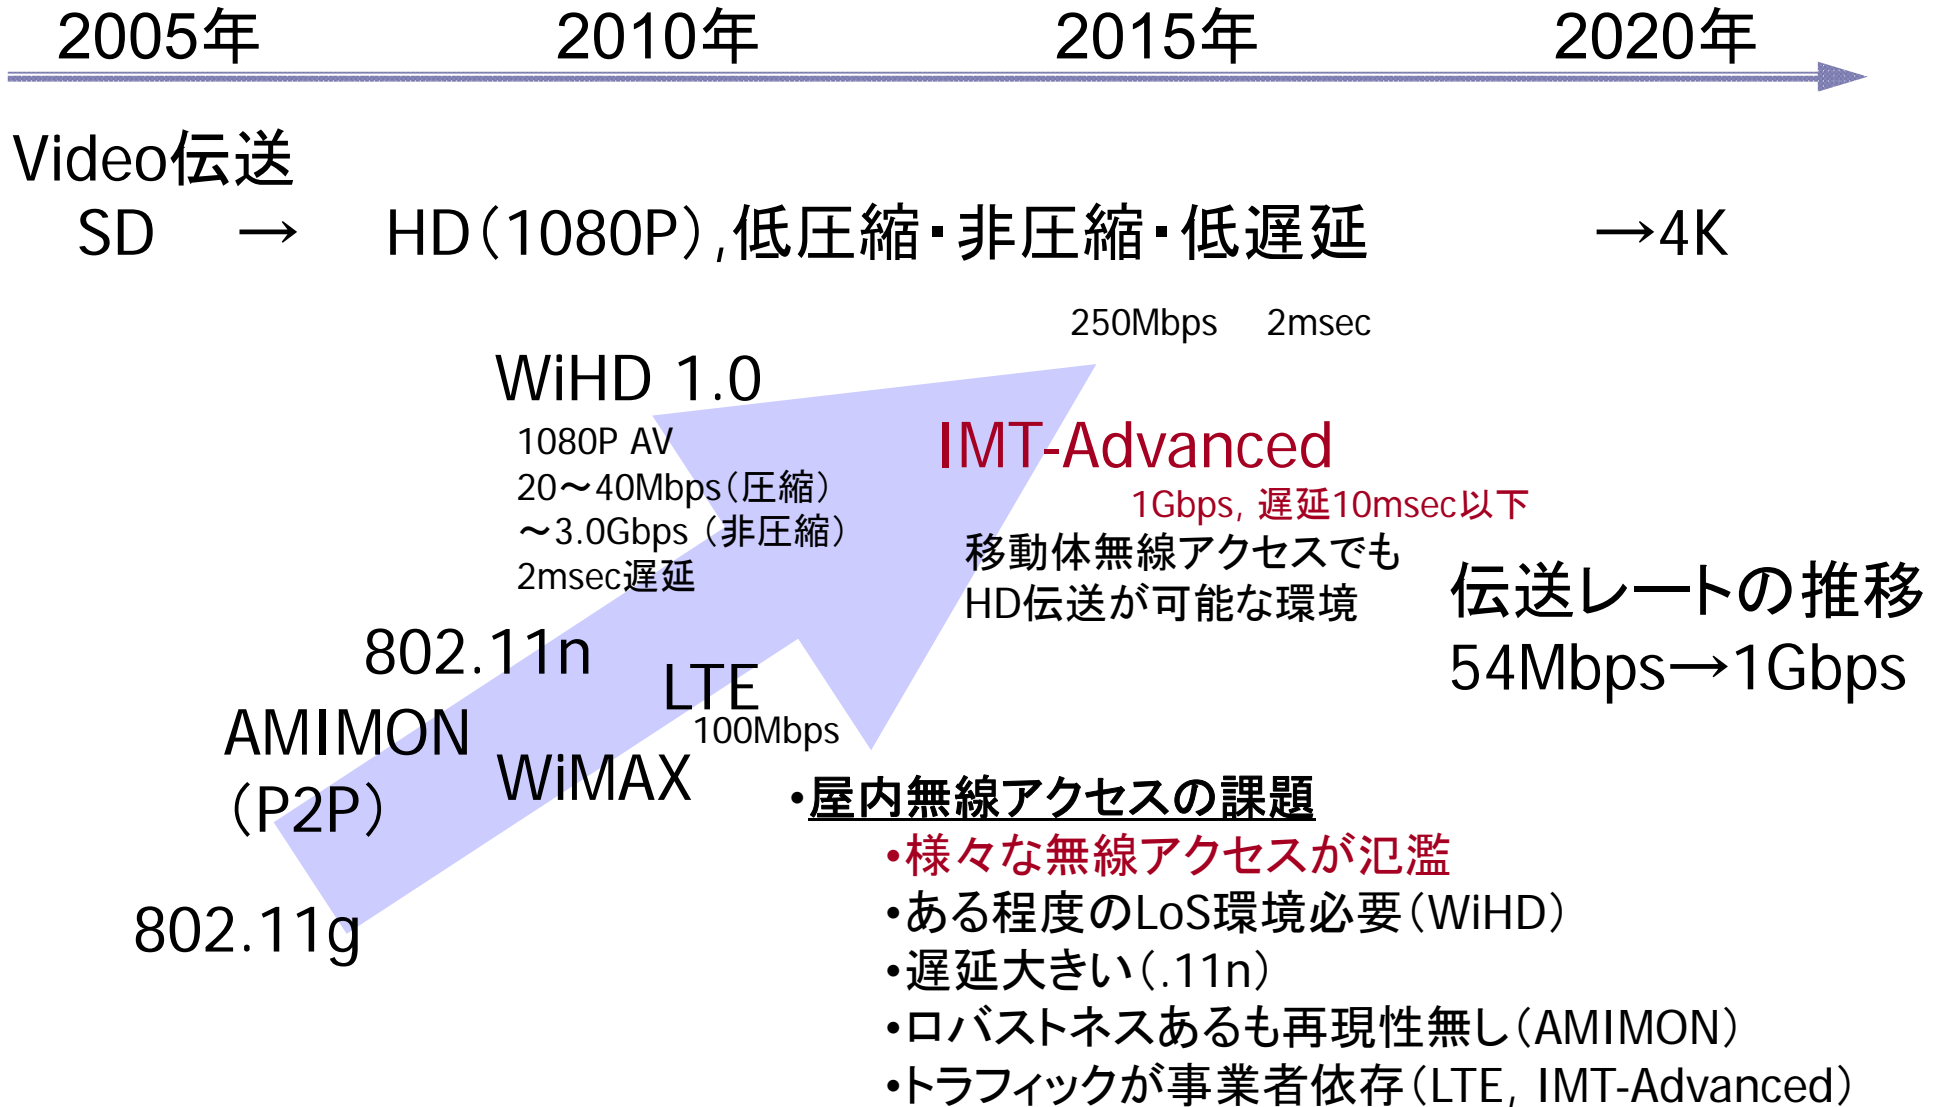 2005年 2010年 2015年 2020年
Video伝送
SD → HD（1080P）,低圧縮・非圧縮・低遅延 →4K
250Mbps 2msec
WiHD 1.0
1080P AV
20～40Mbps（圧縮）
～3.0Gbps（非圧縮）
2msec遅延
IMT-Advanced
1Gbps, 遅延10msec以下
移動体無線アクセスでも
HD伝送が可能な環境
伝送レートの推移
54Mbps→1Gbps
802.11n
LTE
100Mbps
AMIMON
（P2P）
WiMAX
802.11g
・屋内無線アクセスの課題
・様々な無線アクセスが氾濫
・ある程度のLoS環境必要（WiHD）
・遅延大きい（.11n）
・ロバストネスあるも再現性無し（AMIMON）
・トラフィックが事業者依存（LTE, IMT-Advanced）